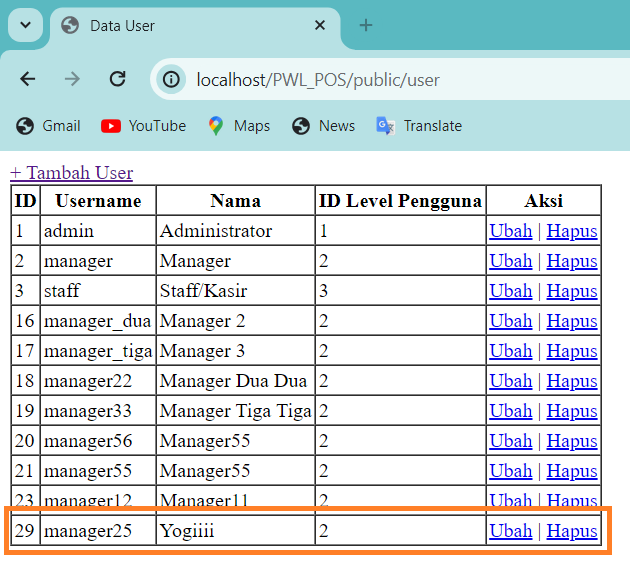 Data User
localhost/PWL_POS/public/user
Gmail YouTube Maps News Translate
+ Tambah User
ID Username Nama ID Level Pengguna Aksi
1 admin Administrator 1 Ubah | Hapus
2 manager Manager 2 Ubah | Hapus
3 staff Staff/Kasir 3 Ubah | Hapus
16 manager_dua Manager 2 2 Ubah | Hapus
17 manager_tiga Manager 3 2 Ubah | Hapus
18 manager22 Manager Dua Dua 2 Ubah | Hapus
19 manager33 Manager Tiga Tiga 2 Ubah | Hapus
20 manager56 Manager55 2 Ubah | Hapus
21 manager55 Manager55 2 Ubah | Hapus
23 manager12 Manager11 2 Ubah | Hapus
29 manager25 Yogiiii 2 Ubah | Hapus